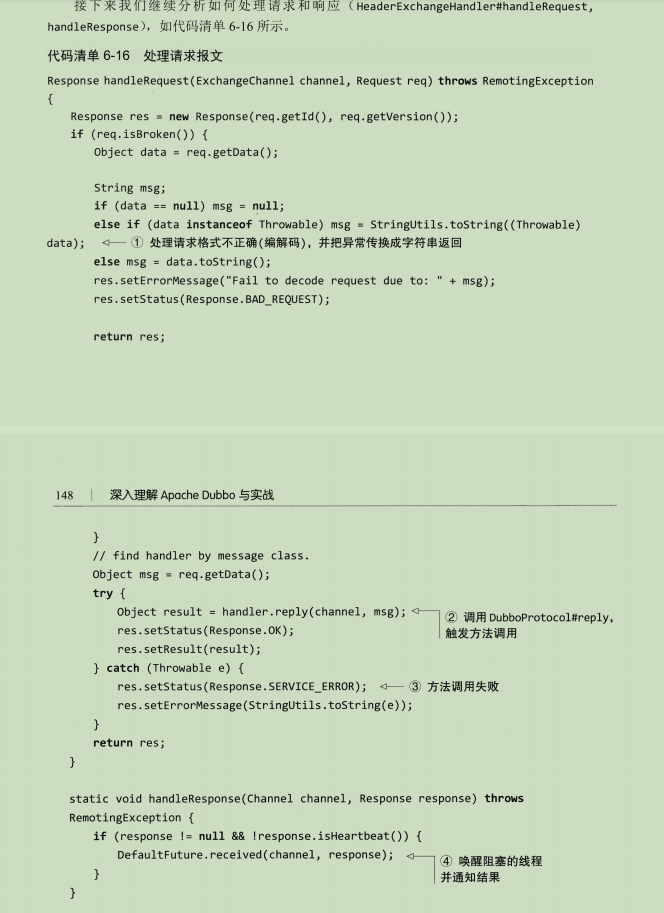 接下来我们继续分析如何处理请求和响应（HeaderExchangeHandler#handleRequest,
handleResponse），如代码清单 6-16 所示。
代码清单 6-16 处理请求报文
Response handleRequest(ExchangeChannel channel, Request req) throws RemotingException
{
Response res = new Response(req.getId(), req.getVersion());
if (req.isBroken()) {
Object data = req.getData();
String msg;
if (data == null) msg = null;
else if (data instanceof Throwable) msg = StringUtils.toString((Throwable)
data); ① 处理请求格式不正确(编解码)，并把异常传换成字符串返回
else msg = data.toString();
res.setErrorMessage("Fail to decode request due to: " + msg);
res.setStatus(Response.BAD_REQUEST);
return res;
148 | 深入理解 Apache Dubbo 与实战
}
// find handler by message class.
Object msg = req.getData();
try {
Object result = handler.reply(channel, msg); ② 调用 DubboProtocol#reply，
触发方法调用
res.setStatus(Response.OK);
res.setResult(result);
} catch (Throwable e) {
res.setStatus(Response.SERVICE_ERROR); ③ 方法调用失败
res.setErrorMessage(StringUtils.toString(e));
}
return res;
}
static void handleResponse(Channel channel, Response response) throws
RemotingException {
if (response != null && !response.isHeartbeat()) {
DefaultFuture.received(channel, response); ④ 唤醒阻塞的线程
并通知结果
}
}